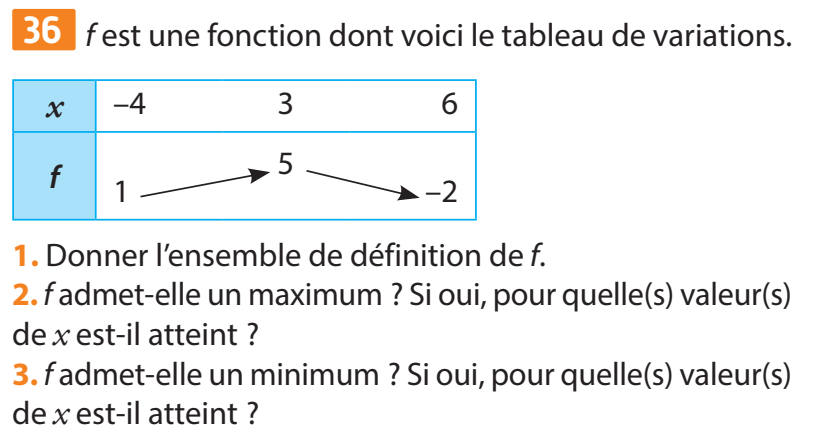 36 f est une fonction dont voici le tableau de variations.
x –4 3 6
f 1 5 –2
1. Donner l’ensemble de définition de f.
2. f admet-elle un maximum ? Si oui, pour quelle(s) valeur(s)
de x est-il atteint ?
3. f admet-elle un minimum ? Si oui, pour quelle(s) valeur(s)
de x est-il atteint ?